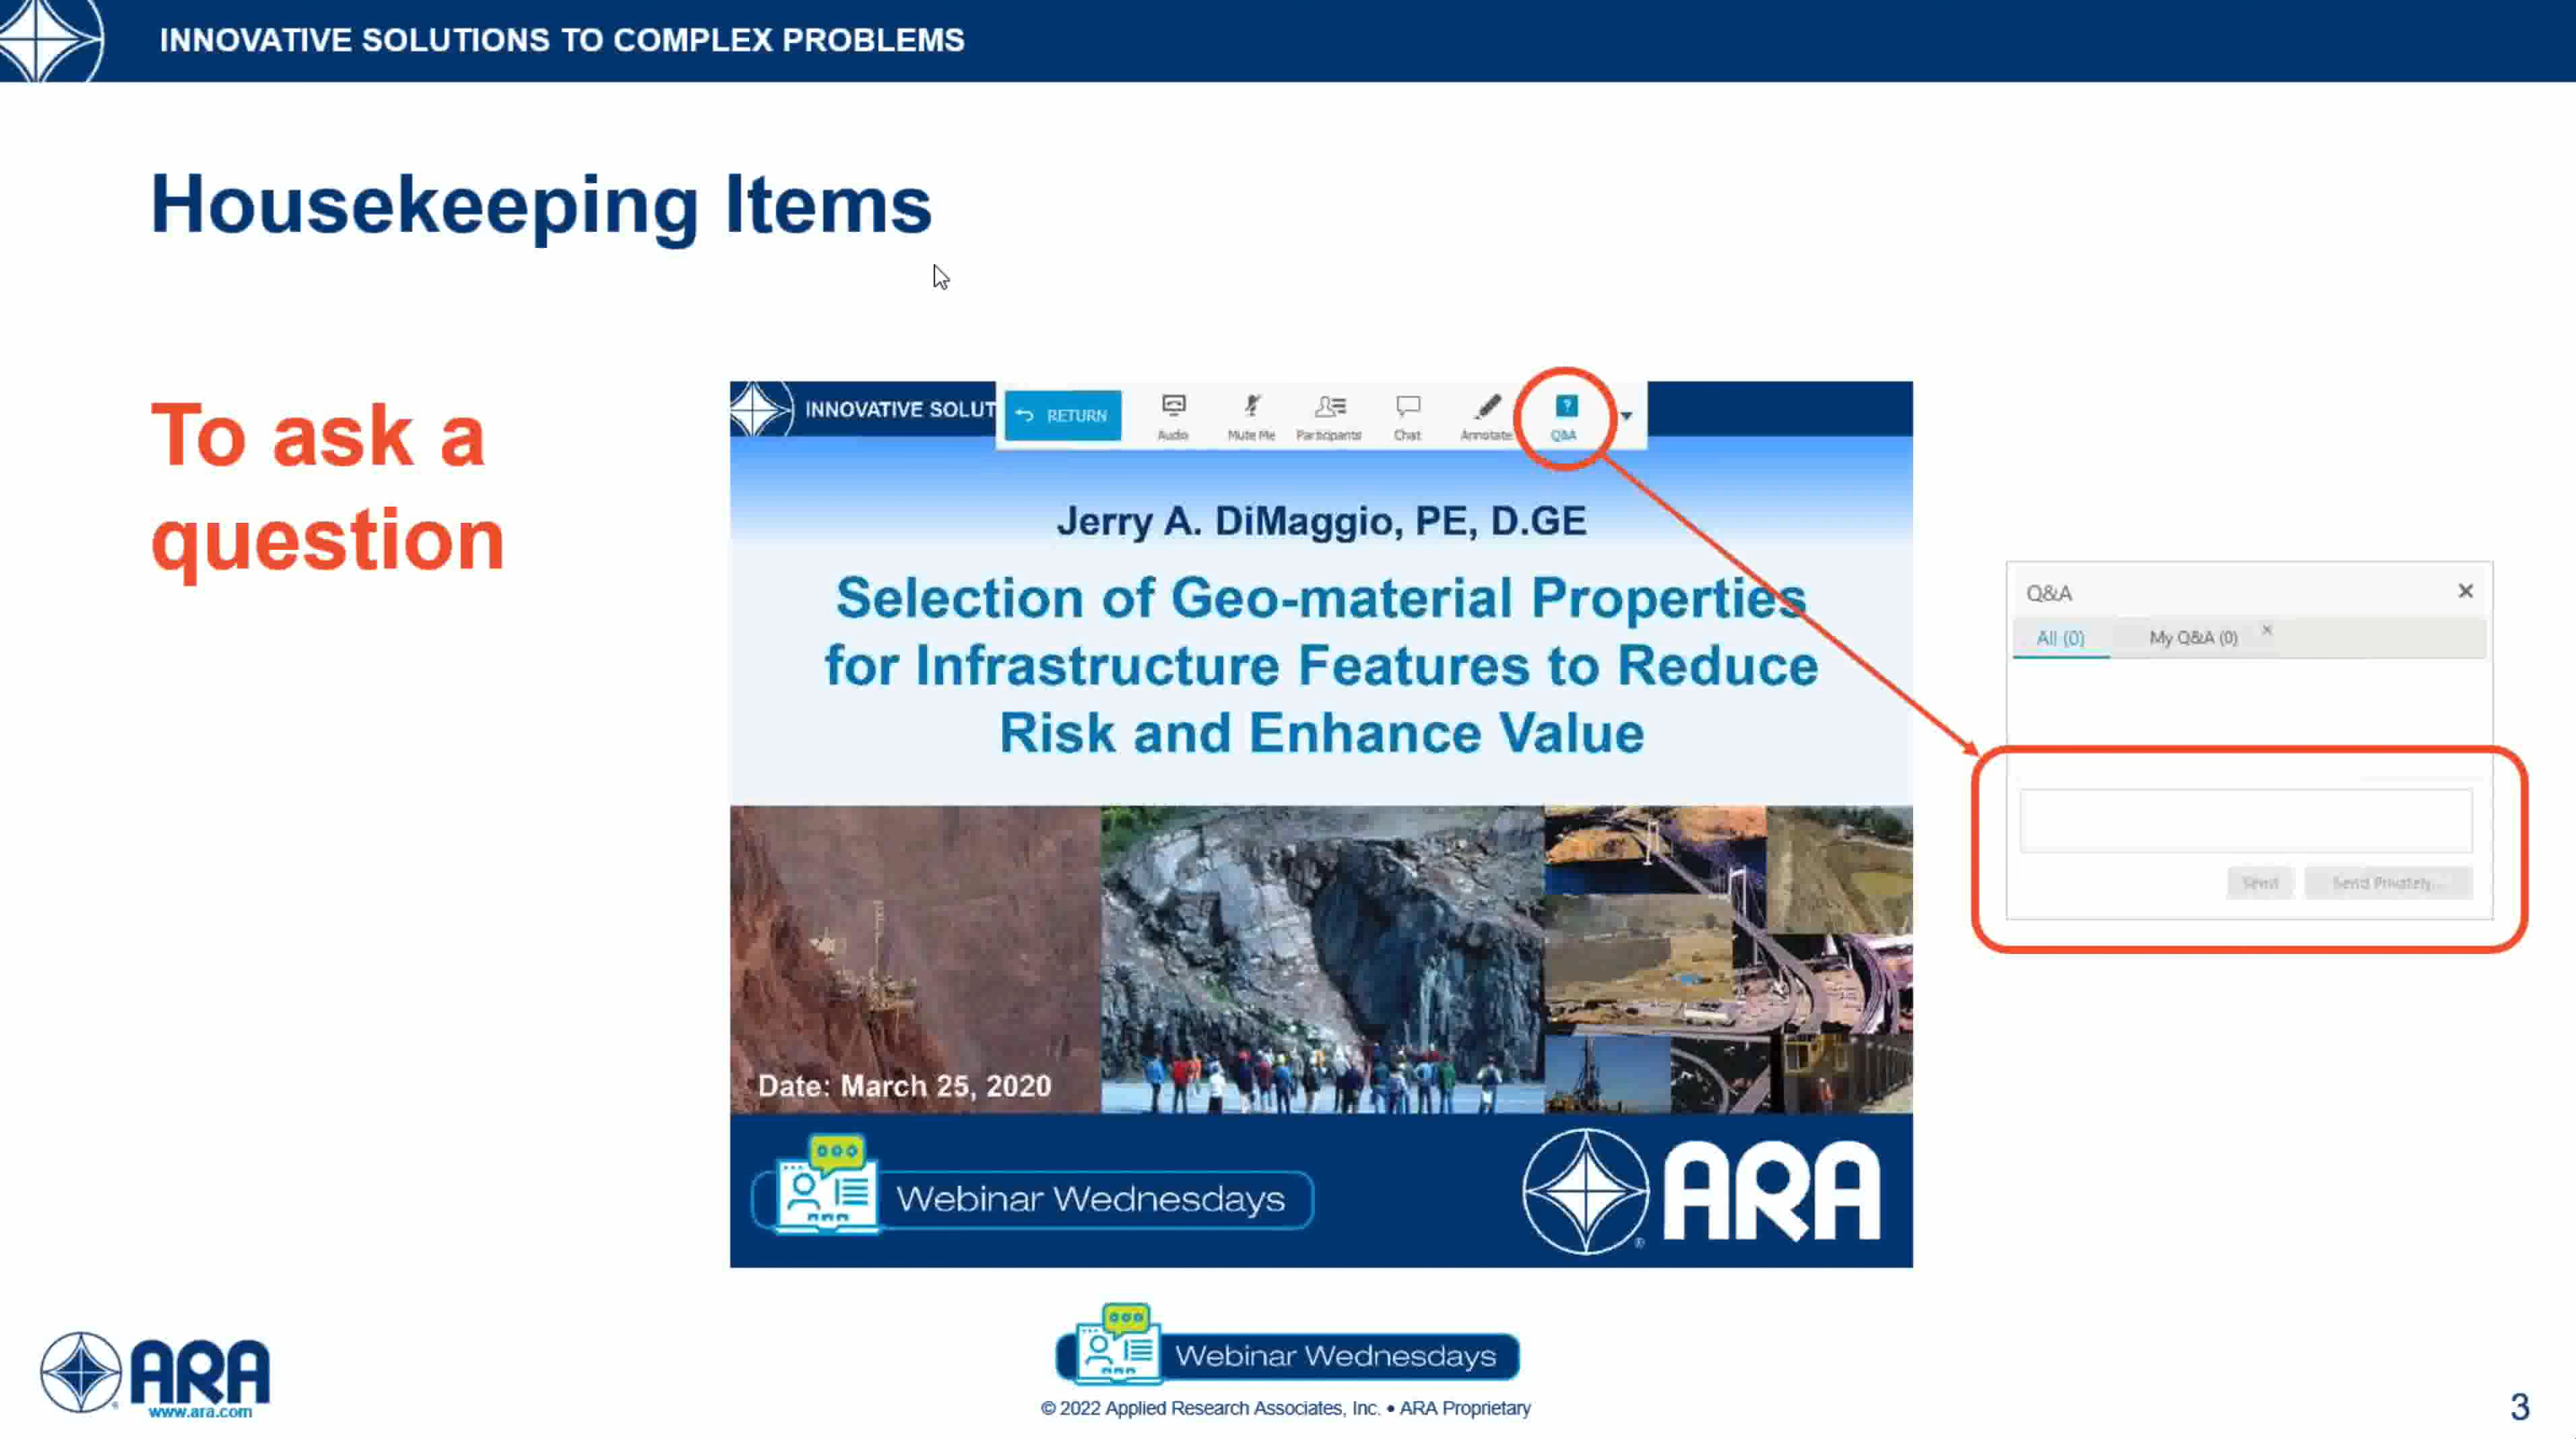 INNOVATIVE SOLUTIONS TO COMPLEX PROBLEMS
Housekeeping Items
To ask a
question
INNOVATIVE SOLUT
RETURN
Audio
Mute Me
Participants
Chat
Annotate
Q&A
Jerry A. DiMaggio, PE, D.GE
Selection of Geo-material Properties
for Infrastructure Features to Reduce
Risk and Enhance Value
Date: March 25, 2020
Webinar Wednesdays
ARA
Q&A
All (0)
My Q&A (0)
Send
Send Privately...
ARA
www.ara.com
Webinar Wednesdays
© 2022 Applied Research Associates, Inc. • ARA Proprietary
3